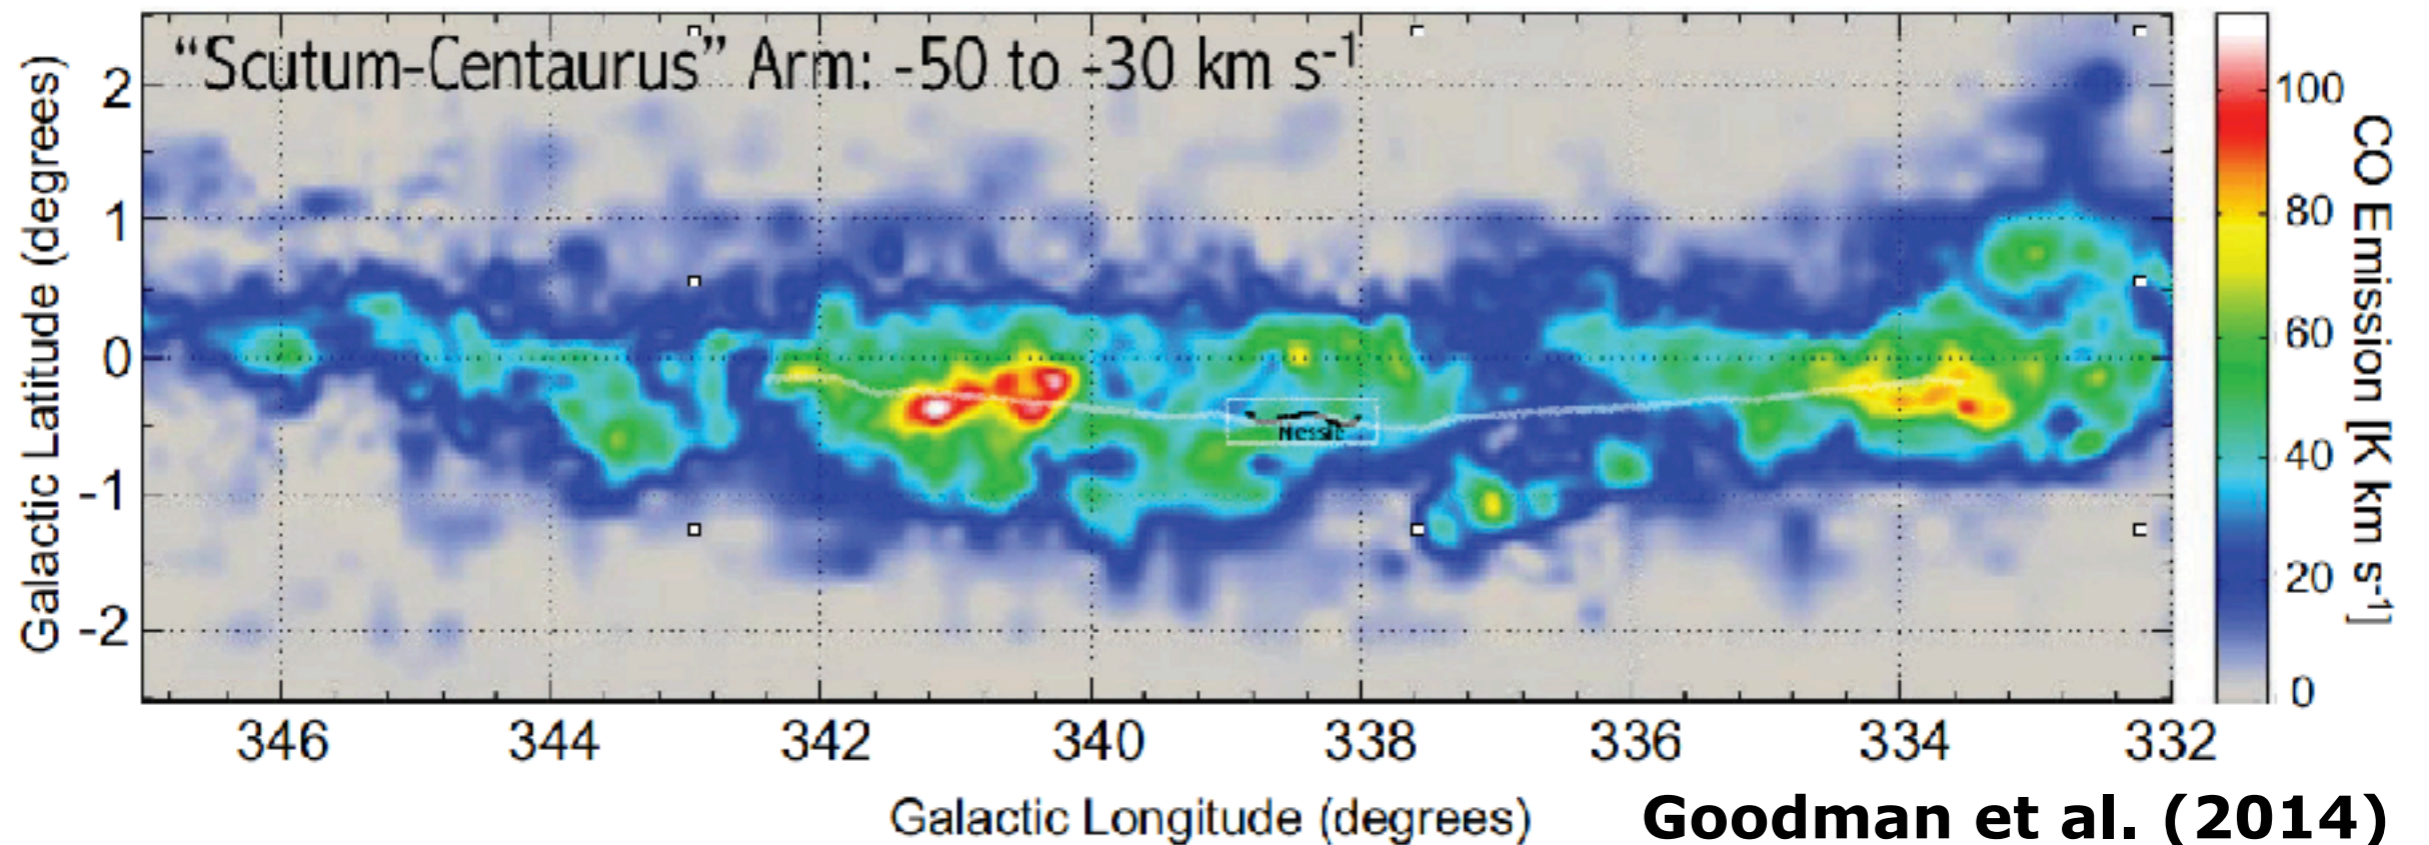 “Scutum-Centaurus” Arm: -50 to -30 km s-1
Galactic Latitude (degrees)
2
1
0
-1
-2
Nessie
346 344 342 340 338 336 334 332
Galactic Longitude (degrees)
100
80
60
40
20
0
CO Emission [K km s-1]
Goodman et al. (2014)